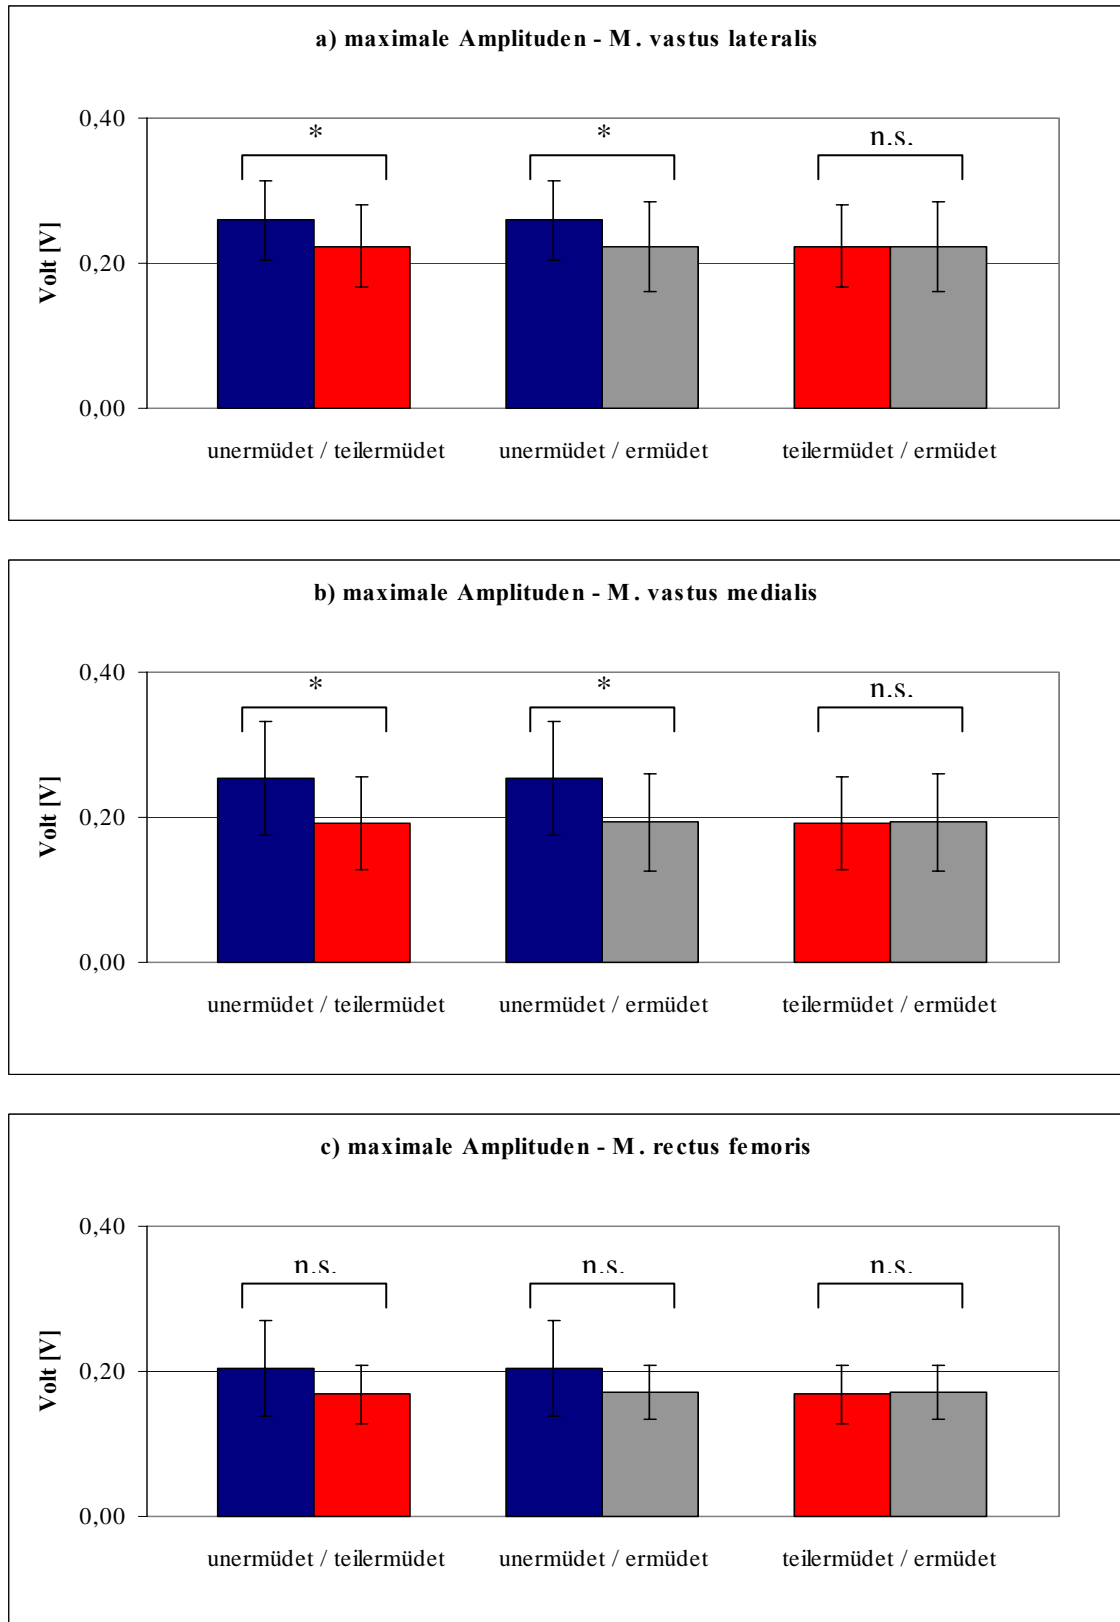 a) maximale Amplituden - M. vastus lateralis
0,40
* * n.s.
Volt [V]
0,20
0,00
unermüdet / teilermüdet unermüdet / ermüdet teilermüdet / ermüdet
b) maximale Amplituden - M. vastus medialis
0,40
* * n.s.
Volt [V]
0,20
0,00
unermüdet / teilermüdet unermüdet / ermüdet teilermüdet / ermüdet
c) maximale Amplituden - M. rectus femoris
0,40
n.s. n.s. n.s.
Volt [V]
0,20
0,00
unermüdet / teilermüdet unermüdet / ermüdet teilermüdet / ermüdet